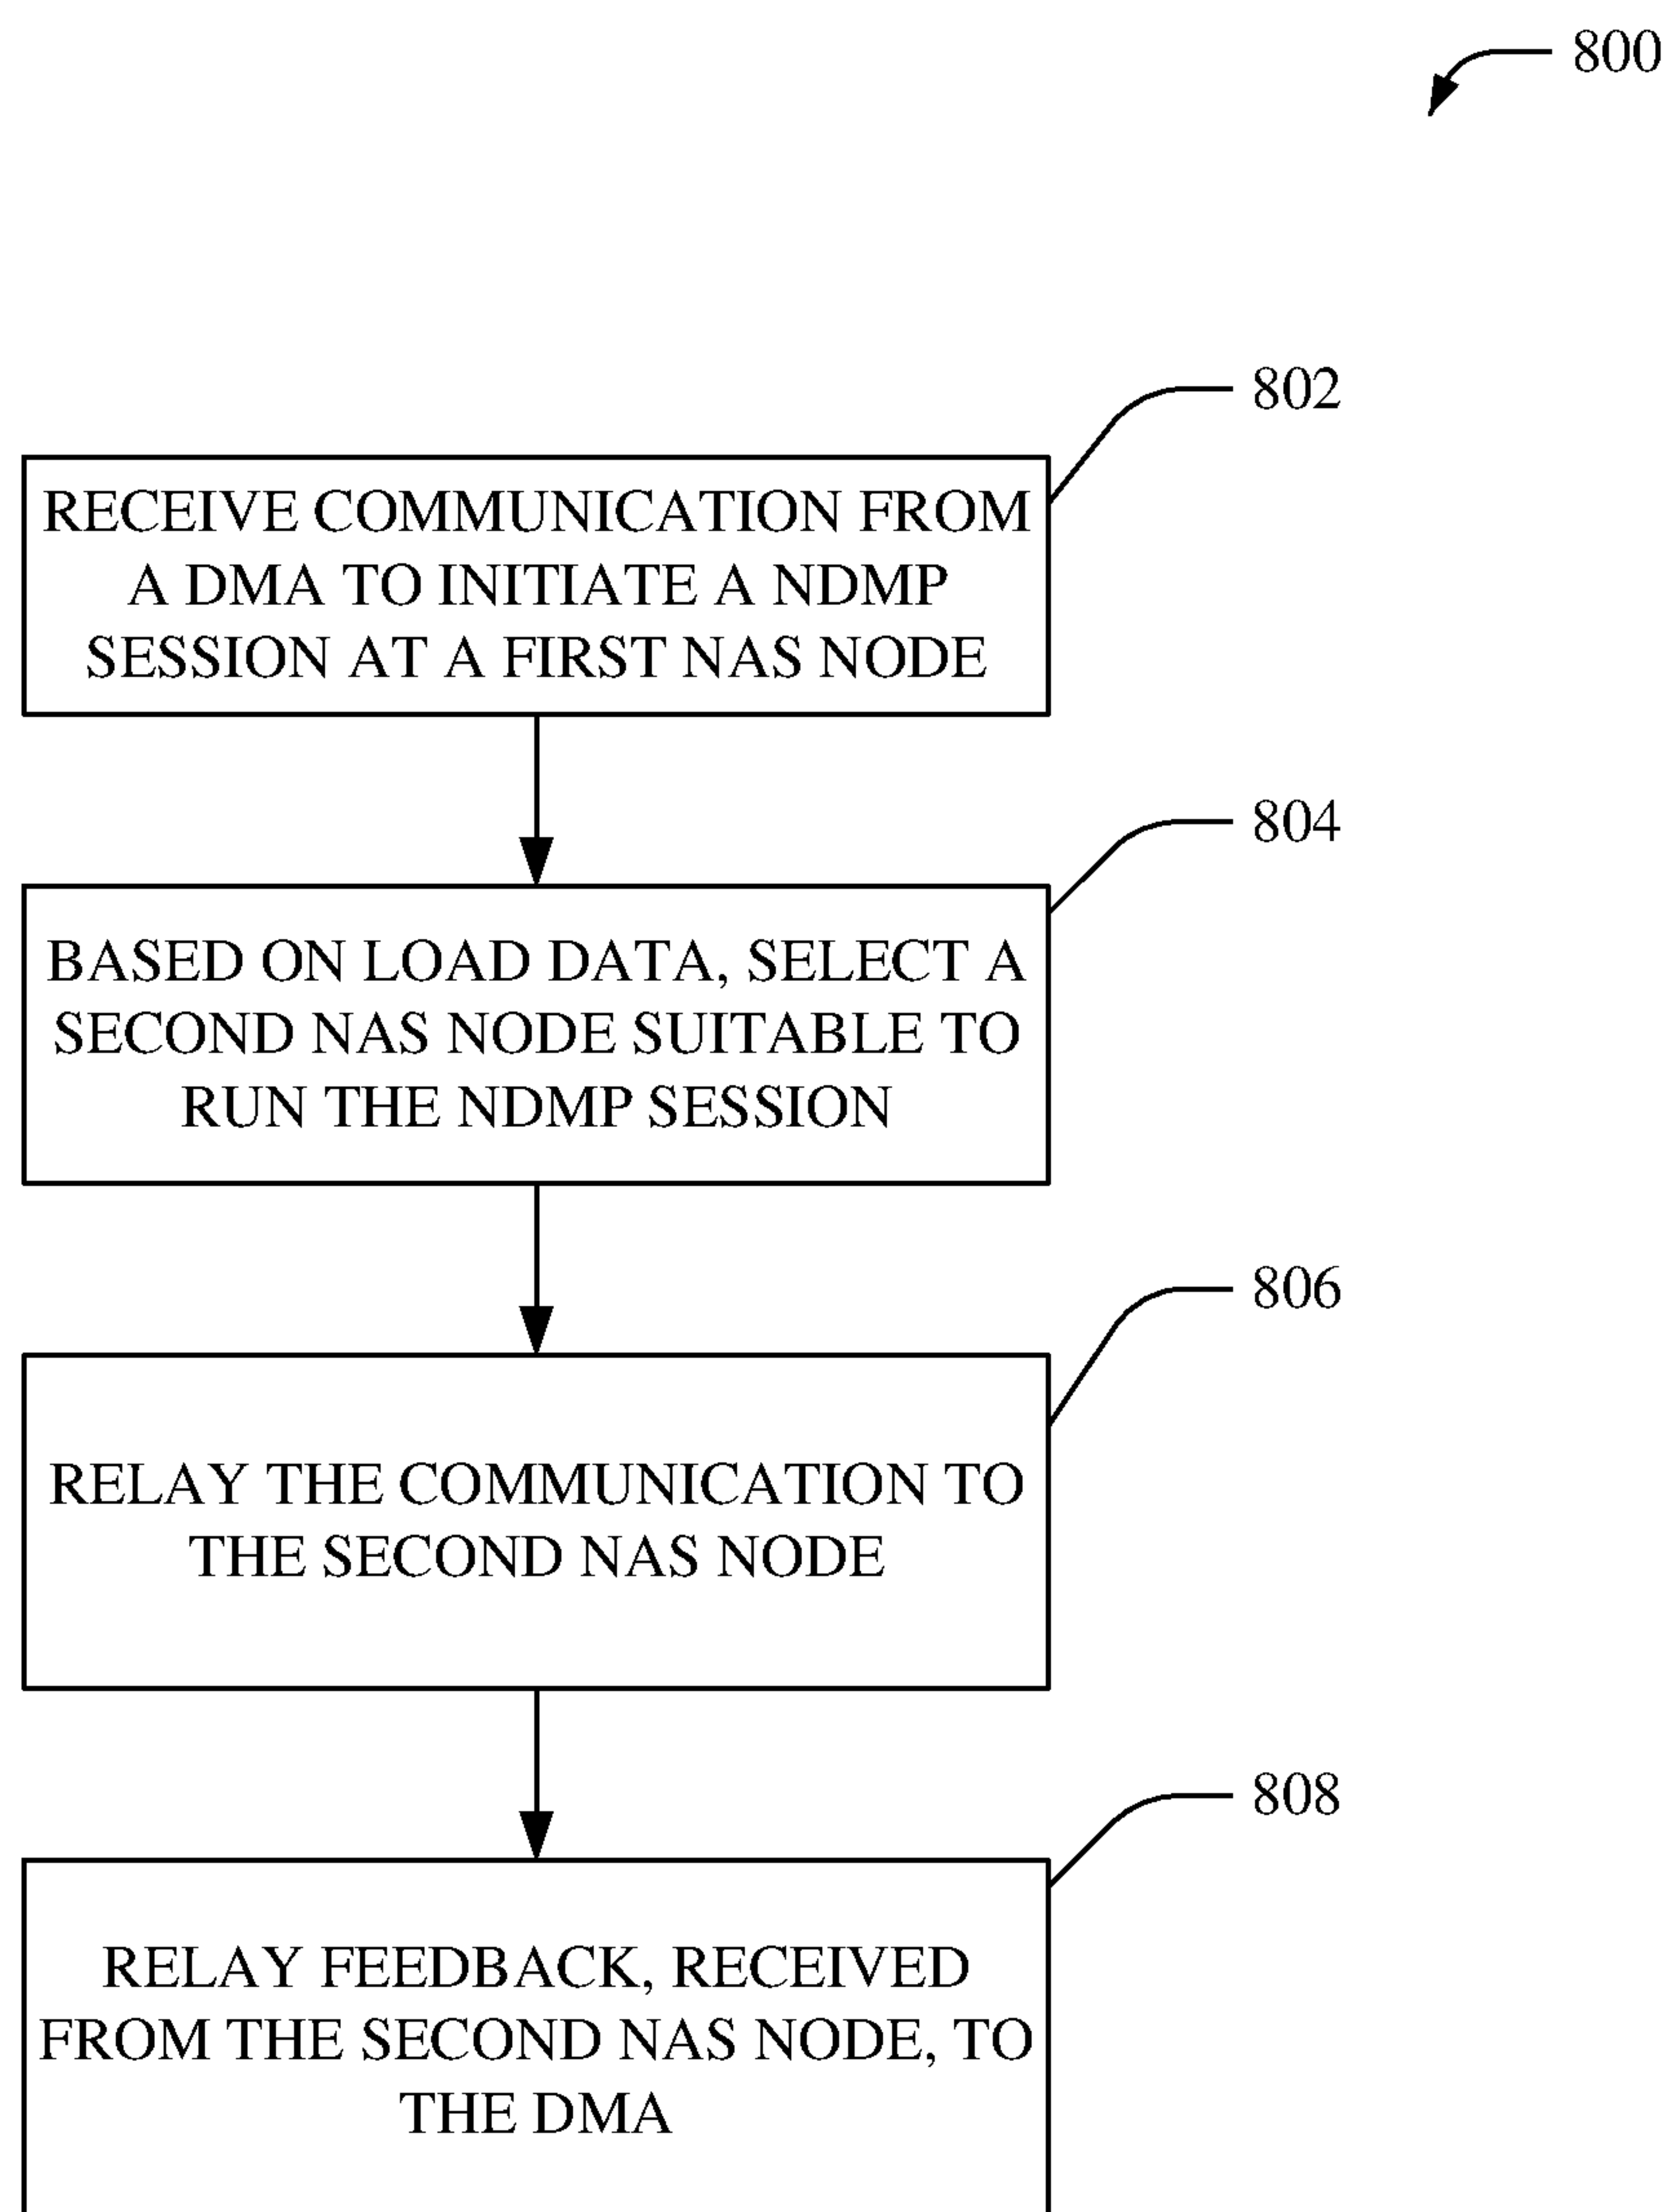 800
802
RECEIVE COMMUNICATION FROM
A DMA TO INITIATE A NDMP
SESSION AT A FIRST NAS NODE
804
BASED ON LOAD DATA, SELECT A
SECOND NAS NODE SUITABLE TO
RUN THE NDMP SESSION
806
RELAY THE COMMUNICATION TO
THE SECOND NAS NODE
808
RELAY FEEDBACK, RECEIVED
FROM THE SECOND NAS NODE, TO
THE DMA